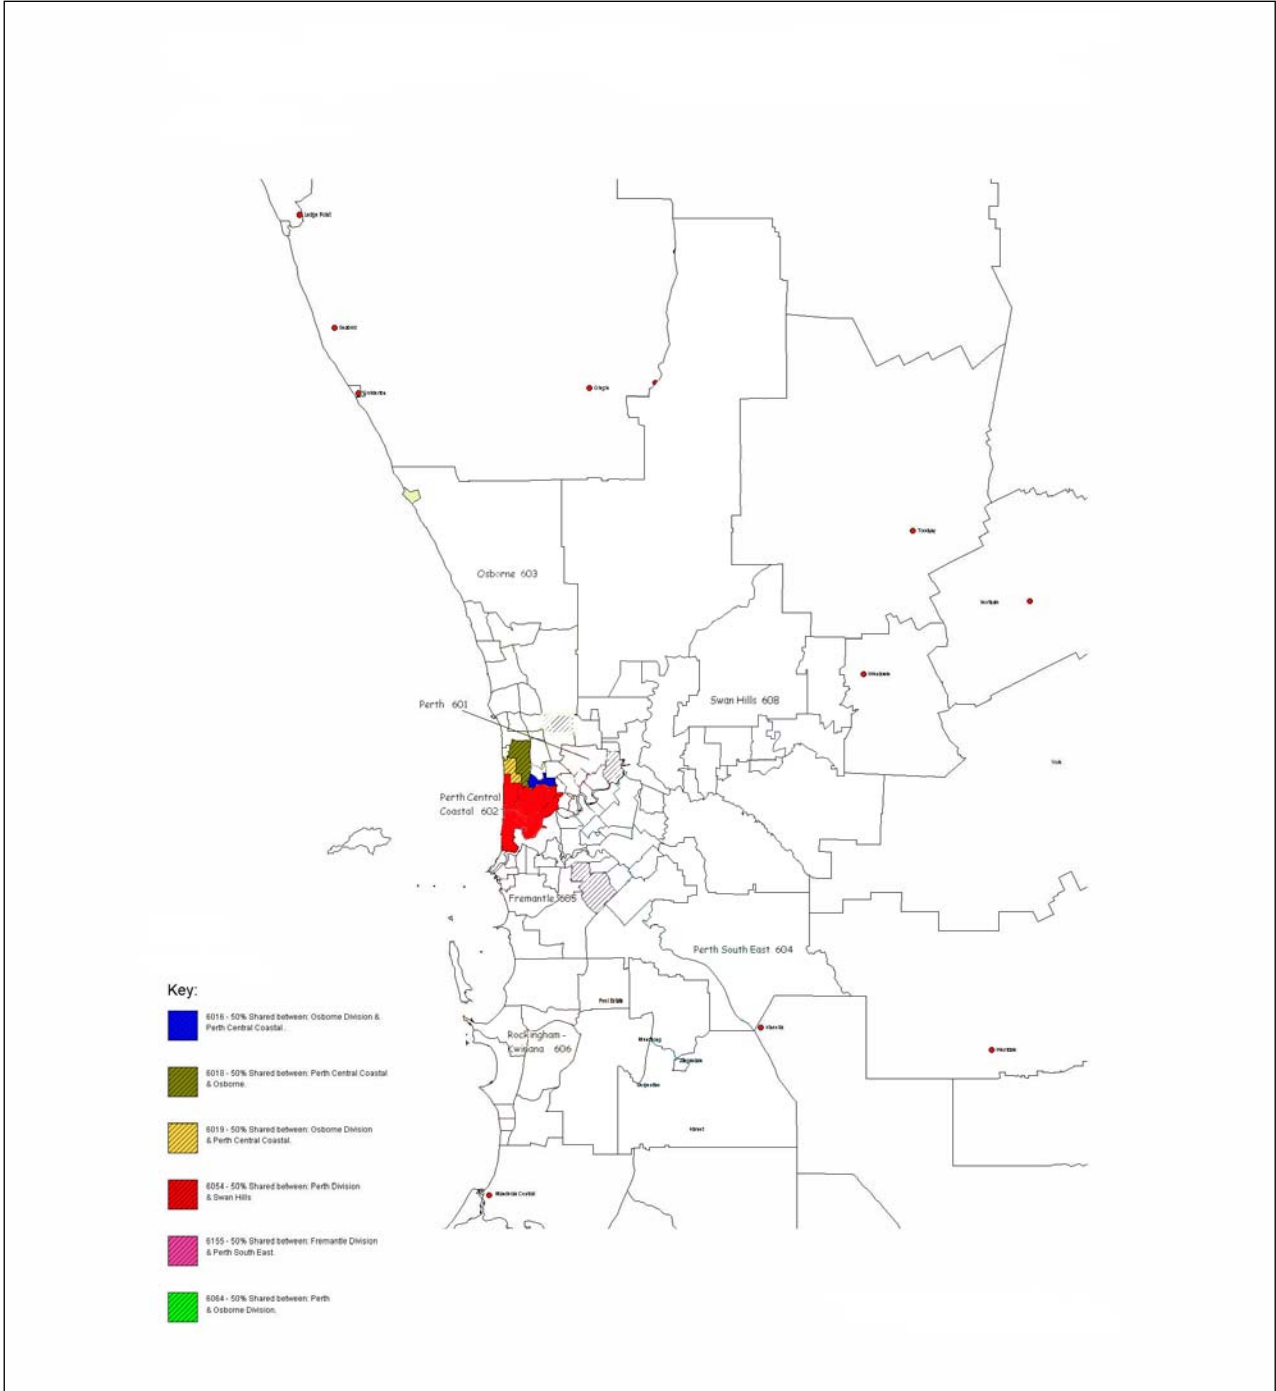 Ledge Point
Seabird
Gingin
Toodyay
Osborne 603
Northam
Perth 601
Swan Hills 608
York
Perth Central
Coastal 602
Fremantle 605
Perth South East 604
Key:
6016 - 50% Shared between: Osborne Division &
Perth Central Coastal .
6018 - 50% Shared between: Perth Central Coastal
& Osborne.
6019 - 50% Shared between: Osborne Division
& Perth Central Coastal.
6054 - 50% Shared between: Perth Division
& Swan Hills
6155 - 50% Shared between: Fremantle Division
& Perth South East.
6064 - 50% Shared between: Perth
& Osborne Division.
Rockingham -
Kwinana 606